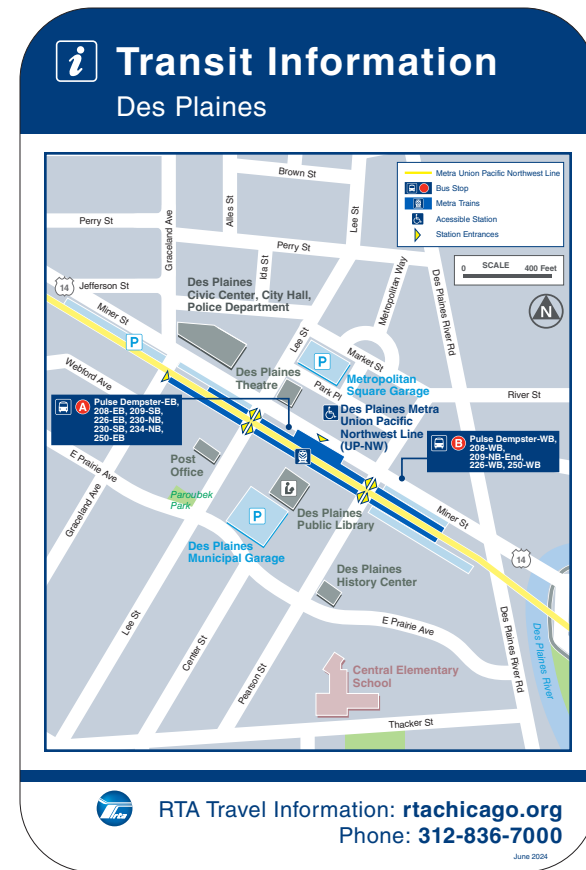 i Transit Information
Des Plaines
Metra Union Pacific Northwest Line
Bus Stop
Metra Trains
Acessible Station
Station Entrances
0 SCALE 400 Feet
N
Brown St
Perry St
Graceland Ave
Alles St
Lee St
Perry St
Ida St
Metropolitan Way
Des Plaines River Rd
14
Jefferson St
Miner St
Des Plaines
Civic Center, City Hall,
Police Department
P
Lee St
P
Market St
Webford Ave
Des Plaines
Theatre
Park Pl
Metropolitan
Square Garage
River St
A
Pulse Dempster-EB,
208-EB, 209-SB,
226-EB, 230-NB,
230-SB, 234-NB,
250-EB
Des Plaines Metra
Union Pacific
Northwest Line
(UP-NW)
B
Pulse Dempster-WB,
208-WB,
209-NB-End,
226-WB, 250-WB
E Prairie Ave
Post
Office
Graceland Ave
Paroubek
Park
P
Des Plaines
Public Library
Miner St
Des Plaines
Municipal Garage
14
Des Plaines
History Center
Lee St
Center St
Pearson St
E Prairie Ave
Des Plaines River Rd
Des Plaines River
Central Elementary
School
Thacker St
rta
RTA Travel Information: rtachicago.org
Phone: 312-836-7000
June 2024